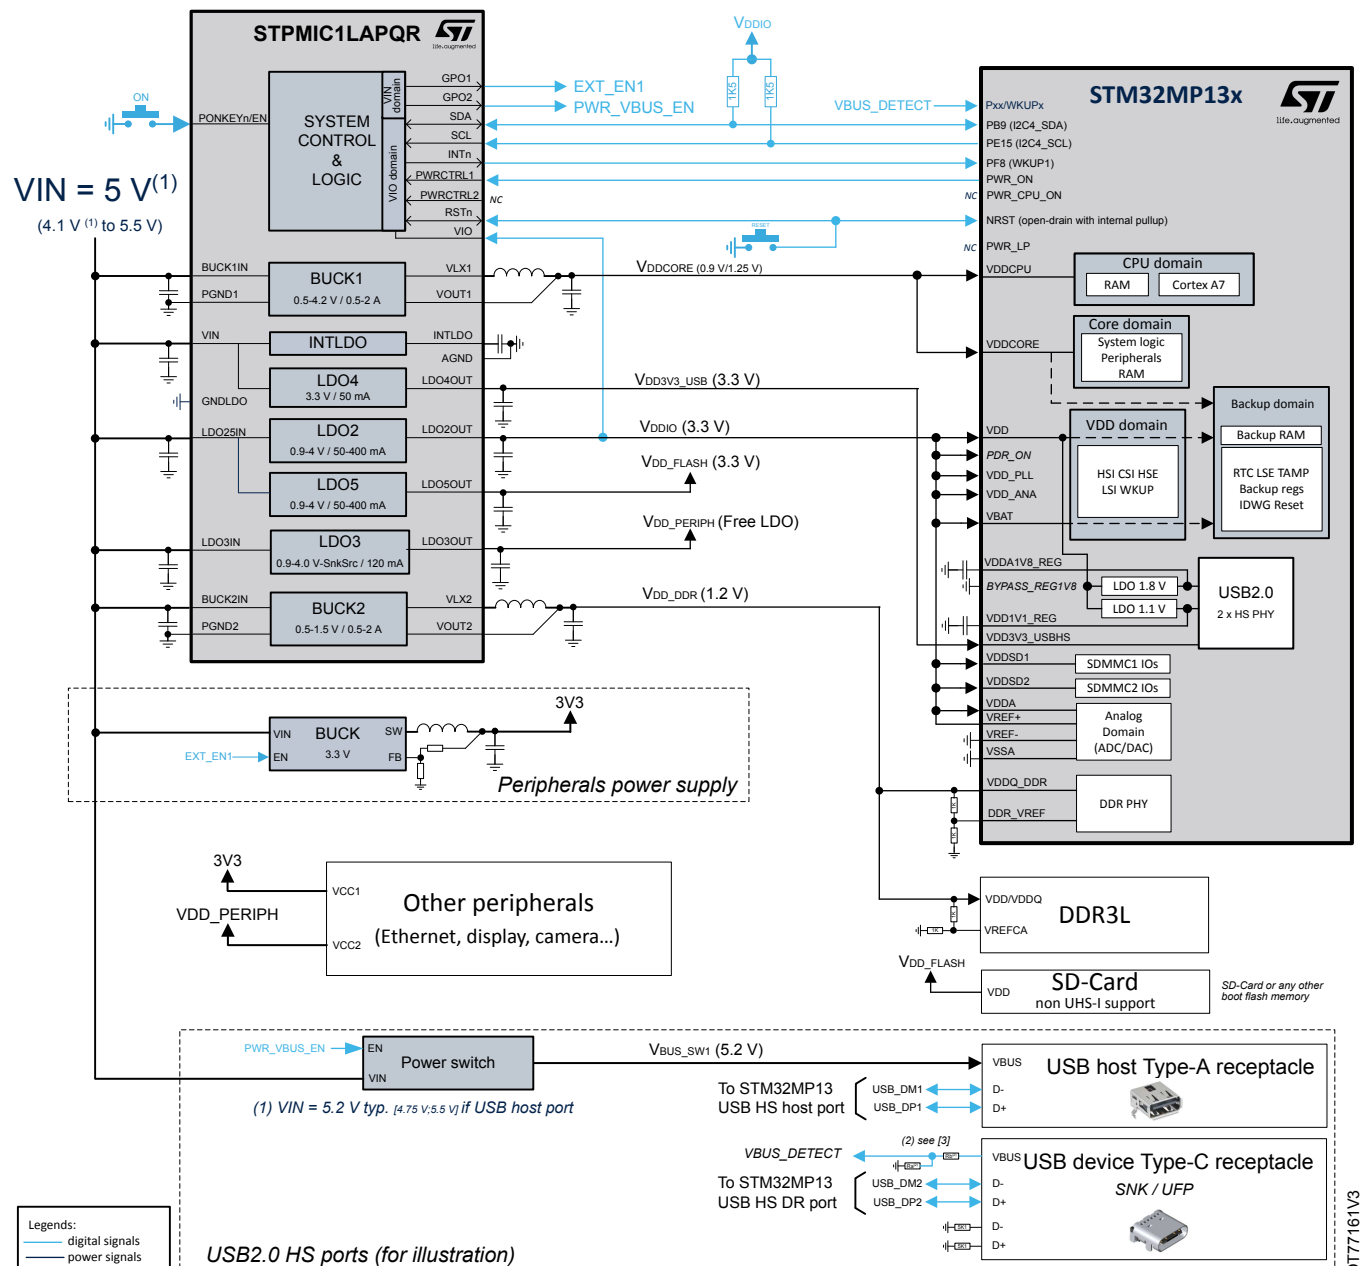 STPMIC1LAPQR
life.augmented
ON
PONKEYn/EN
SYSTEM
CONTROL
&
LOGIC
VIN domain
VIO domain
GPO1
GPO2
SDA
SCL
INTn
PWRCTRL1
PWRCTRL2
RSTn
VIO
NC
EXT_EN1
PWR_VBUS_EN
VDDIO
1K5
1K5
VBUS_DETECT
RESET
VIN = 5 V(1)
(4.1 V (1) to 5.5 V)
BUCK1IN
PGND1
BUCK1
0.5-4.2 V / 0.5-2 A
VLX1
VOUT1
VDDCORE (0.9 V/1.25 V)
VIN
INTLDO
INTLDO
AGND
LDO4
3.3 V / 50 mA
LDO4OUT
VDD3V3_USB (3.3 V)
GNDLDO
LDO25IN
LDO2
0.9-4 V / 50-400 mA
LDO2OUT
VDDIO (3.3 V)
LDO5
0.9-4 V / 50-400 mA
LDO5OUT
VDD_FLASH (3.3 V)
LDO3IN
LDO3
0.9-4.0 V-SnkSrc / 120 mA
LDO3OUT
VDD_PERIPH (Free LDO)
BUCK2IN
PGND2
BUCK2
0.5-1.5 V / 0.5-2 A
VLX2
VOUT2
VDD_DDR (1.2 V)
STM32MP13x
life.augmented
Pxx/WKUPx
PB9 (I2C4_SDA)
PE15 (I2C4_SCL)
PF8 (WKUP1)
PWR_ON
NC
PWR_CPU_ON
NRST (open-drain with internal pullup)
NC
PWR_LP
VDDCPU
CPU domain
RAM
Cortex A7
VDDCORE
Core domain
System logic
Peripherals
RAM
Backup domain
Backup RAM
RTC LSE TAMP
Backup regs
IDWG Reset
VDD
VDD domain
HSI CSI HSE
LSI WKUP
PDR_ON
VDD_PLL
VDD_ANA
VBAT
VDDA1V8_REG
BYPASS_REG1V8
LDO 1.8 V
LDO 1.1 V
USB2.0
2 x HS PHY
VDD1V1_REG
VDD3V3_USBHS
VDDSD1
SDMMC1 IOs
VDDSD2
SDMMC2 IOs
VDDA
VREF+
VREF-
VSSA
Analog
Domain
(ADC/DAC)
VDDQ_DDR
DDR_VREF
DDR PHY
1K
1K
VIN
EXT_EN1
EN
BUCK
3.3 V
SW
FB
3V3
Peripherals power supply
3V3
VDD_PERIPH
VCC1
VCC2
Other peripherals
(Ethernet, display, camera...)
VDD/VDDQ
VREFCA
1K
1K
DDR3L
VDD_FLASH
VDD
SD-Card
non UHS-I support
SD-Card or any other
boot flash memory
PWR_VBUS_EN
EN
VIN
Power switch
VBUS_SW1 (5.2 V)
(1) VIN = 5.2 V typ. [4.75 V;5.5 V] if USB host port
To STM32MP13
USB HS host port
USB_DM1
USB_DP1
VBUS
D-
D+
USB host Type-A receptacle
(2) see [3]
VBUS_DETECT
To STM32MP13
USB HS DR port
USB_DM2
USB_DP2
VBUS
D-
D+
D-
D+
5K1
5K1
USB device Type-C receptacle
SNK / UFP
Legends:
digital signals
power signals
USB2.0 HS ports (for illustration)
DT77161V3